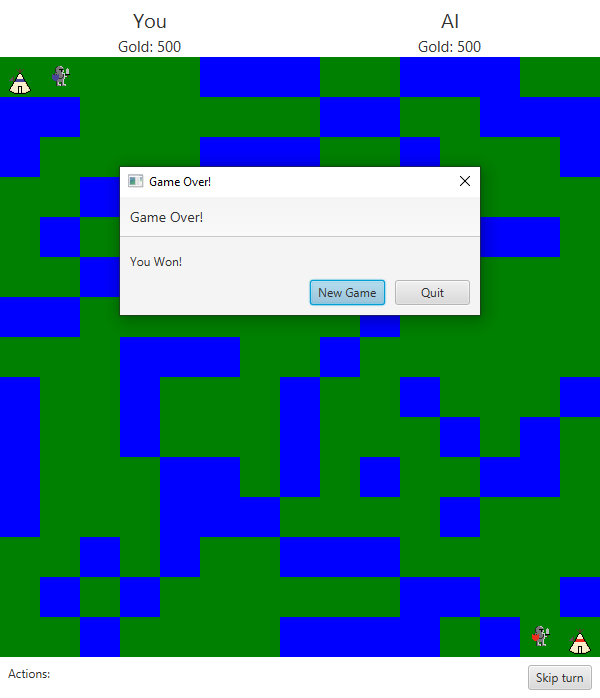 You
AI
Gold: 500
Gold: 500
Game Over!
Game Over!
You Won!
New Game
Quit
Actions:
Skip turn